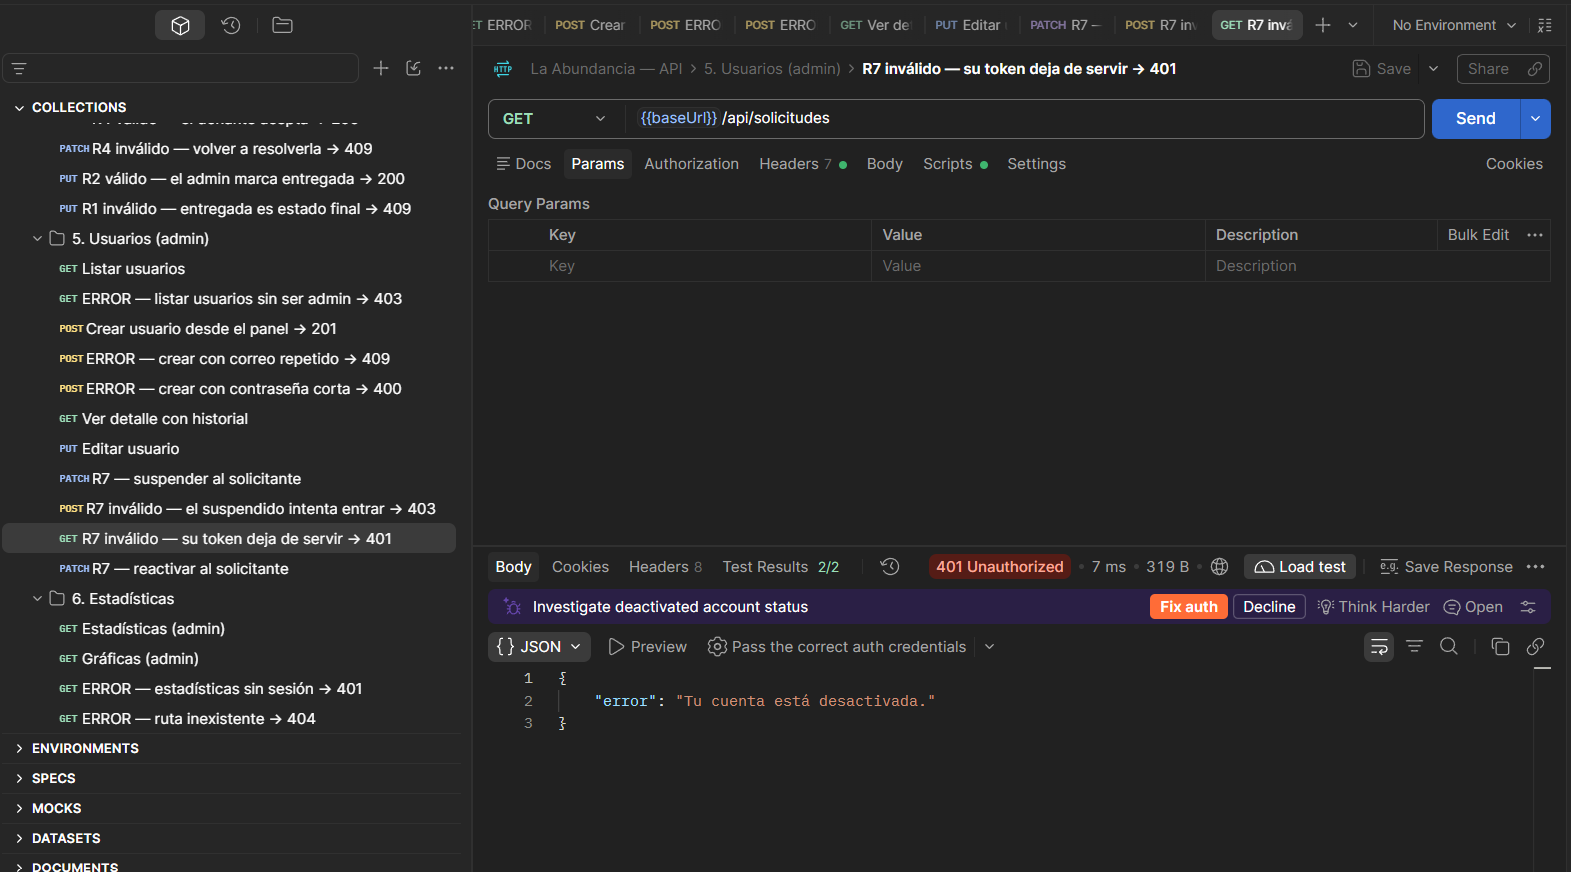 ERROR
POST Crear
POST ERRO
POST ERRO
GET Ver de
PUT Editar
PATCH R7 —
POST R7 inv
GET R7 invá
No Environment
HTTP La Abundancia — API > 5. Usuarios (admin) > R7 inválido — su token deja de servir → 401
Save
Share
COLLECTIONS
GET
{{baseUrl}} /api/solicitudes
Send
PATCH R4 inválido — volver a resolverla → 409
PUT R2 válido — el admin marca entregada → 200
PUT R1 inválido — entregada es estado final → 409
5. Usuarios (admin)
GET Listar usuarios
GET ERROR — listar usuarios sin ser admin → 403
POST Crear usuario desde el panel → 201
POST ERROR — crear con correo repetido → 409
POST ERROR — crear con contraseña corta → 400
GET Ver detalle con historial
PUT Editar usuario
PATCH R7 — suspender al solicitante
POST R7 inválido — el suspendido intenta entrar → 403
GET R7 inválido — su token deja de servir → 401
PATCH R7 — reactivar al solicitante
6. Estadísticas
GET Estadísticas (admin)
GET Gráficas (admin)
GET ERROR — estadísticas sin sesión → 401
GET ERROR — ruta inexistente → 404
ENVIRONMENTS
SPECS
MOCKS
DATASETS
DOCUMENTS
Docs Params Authorization Headers 7 Body Scripts Settings Cookies
Query Params
Key Value Description Bulk Edit
Key Value Description
Body Cookies Headers 8 Test Results 2/2 401 Unauthorized • 7 ms • 319 B • Load test e.g. Save Response
Investigate deactivated account status Fix auth Decline Think Harder Open
{ } JSON Preview Pass the correct auth credentials
1 {
2 "error": "Tu cuenta está desactivada."
3 }